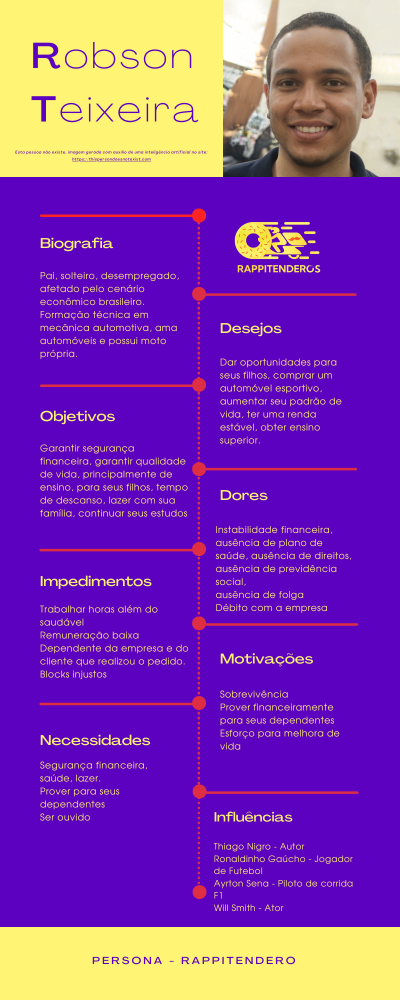 Robson
Teixeira
Esta pessoa não existe, imagem gerada com auxílio de uma inteligência artificial no site:
https://thispersondoesnotexist.com
RAPPITENDEROS
Biografia
Pai, solteiro, desempregado,
afetado pelo cenário
econômico brasileiro.
Formação técnica em
mecânica automotiva, ama
automóveis e possui moto
própria.
Desejos
Dar oportunidades para
seus filhos, comprar um
automóvel esportivo,
aumentar seu padrão de
vida, ter uma renda
estável, obter ensino
superior.
Objetivos
Garantir segurança
financeira, garantir qualidade
de vida, principalmente de
ensino, para seus filhos, tempo
de descanso, lazer com sua
família, continuar seus estudos
Dores
Instabilidade financeira,
ausência de plano de
saúde, ausência de direitos,
ausência de previdência
social,
ausência de folga
Débito com a empresa
Impedimentos
Trabalhar horas além do
saudável
Remuneração baixa
Dependente da empresa e do
cliente que realizou o pedido.
Blocks injustos
Motivações
Sobrevivência
Prover financeiramente
para seus dependentes
Esforço para melhora de
vida
Necessidades
Segurança financeira,
saúde, lazer.
Prover para seus
dependentes
Ser ouvido
Influências
Thiago Nigro - Autor
Ronaldinho Gaúcho - Jogador
de Futebol
Ayrton Sena - Piloto de corrida
F1
Will Smith - Ator
PERSONA - RAPPITENDERO